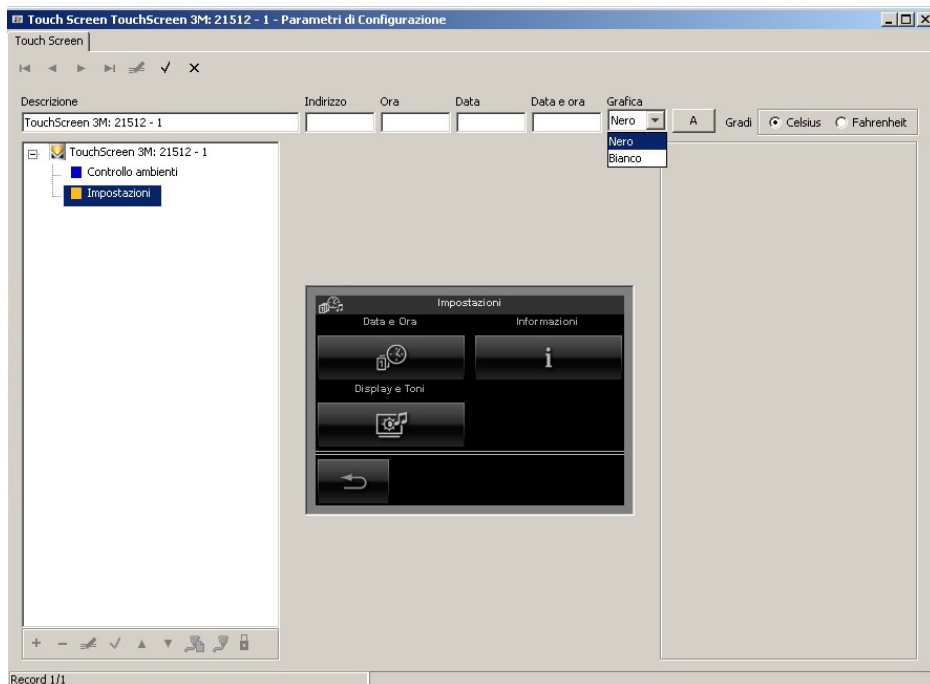 Touch Screen TouchScreen 3M: 21512 - 1 - Parametri di Configurazione
Touch Screen
Descrizione Indirizzo Ora Data Data e ora Grafica
TouchScreen 3M: 21512 - 1 Nero A Gradi Celsius Fahrenheit
Nero
Bianco
TouchScreen 3M: 21512 - 1
Controllo ambienti
Impostazioni
Impostazioni
Data e Ora Informazioni
1 i
Display e Toni
Record 1/1